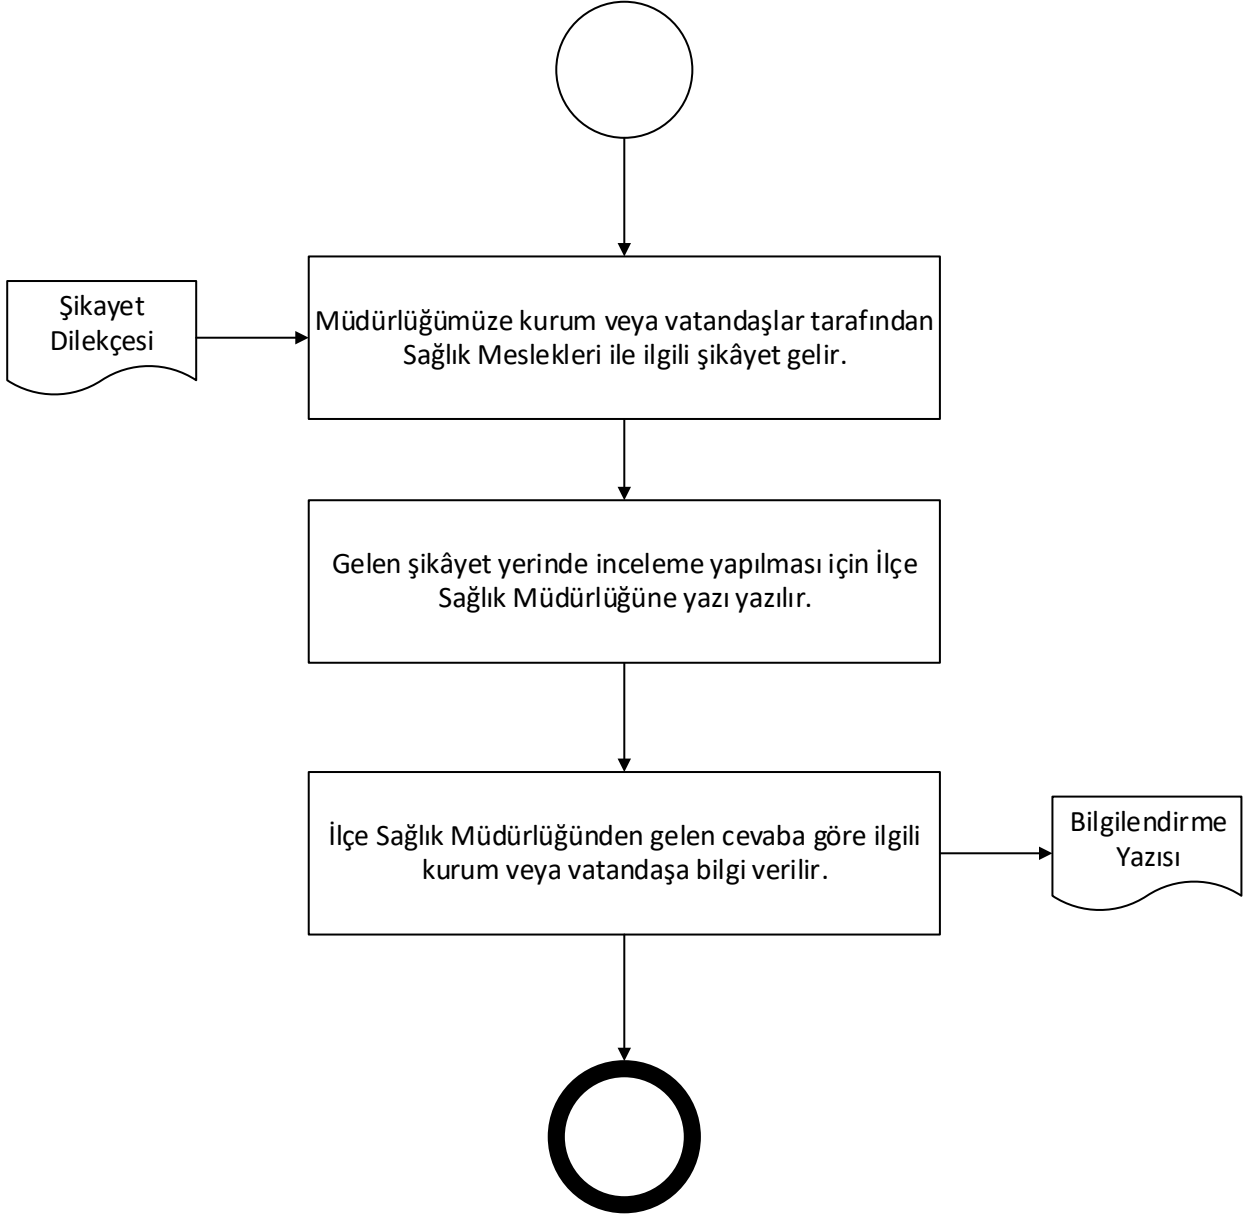 Şikayet
Dilekçesi
Müdürlüğümüze kurum veya vatandaşlar tarafından
Sağlık Meslekleri ile ilgili şikâyet gelir.
Gelen şikâyet yerinde inceleme yapılması için İlçe
Sağlık Müdürlüğüne yazı yazılır.
İlçe Sağlık Müdürlüğünden gelen cevaba göre ilgili
kurum veya vatandaşa bilgi verilir.
Bilgilendirme
Yazısı